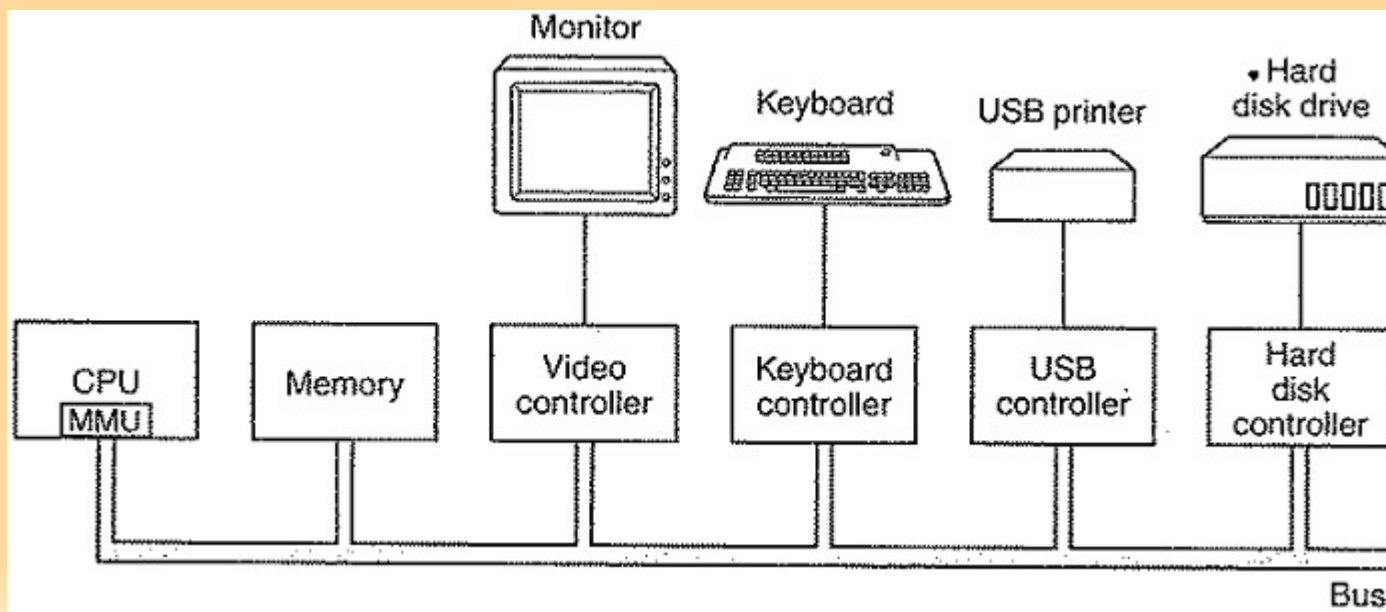 Monitor
Keyboard
USB printer
Hard
disk drive
CPU
MMU
Memory
Video
controller
Keyboard
controller
USB
controller
Hard
disk
controller
Bus